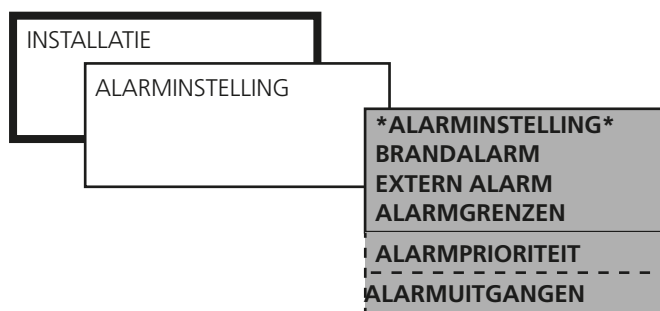 INSTALLATIE
ALARMINSTELLING
*ALARMINSTELLING*
BRANDALARM
EXTERN ALARM
ALARMGRENZEN
ALARMPRIORITEIT
ALARMUITGANGEN